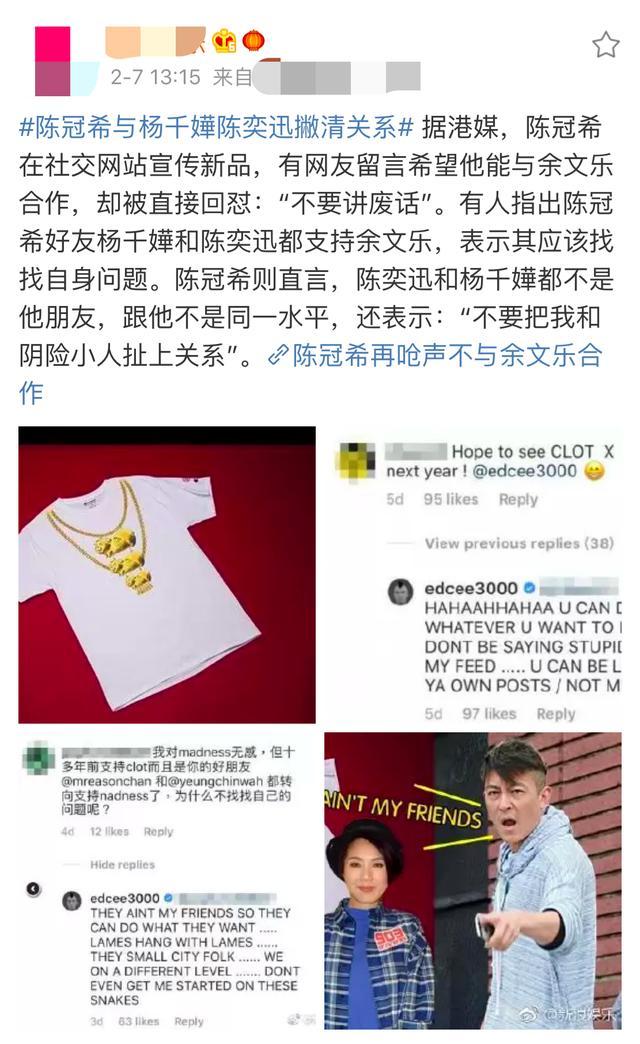 2-7 13:15 来自
#陈冠希与杨千嬅陈奕迅撇清关系# 据港媒，陈冠希
在社交网站宣传新品，有网友留言希望他能与余文乐
合作，却被直接回怼：“不要讲废话”。有人指出陈冠
希好友杨千嬅和陈奕迅都支持余文乐，表示其应该找
找自身问题。陈冠希则直言，陈奕迅和杨千嬅都不是
他朋友，跟他不是同一水平，还表示：“不要把我和
阴险小人扯上关系”。陈冠希再呛声不与余文乐合
作
Hope to see CLOT X
next year ! @edcee3000
5d 95 likes Reply
View previous replies (38)
edcee3000
HAHAAHHAHAA U CAN D
WHATEVER U WANT TO
DONT BE SAYING STUPID
MY FEED ..... U CAN BE L
YA OWN POSTS / NOT M
5d 97 likes Reply
我对madness无感，但十
多年前支持clot而且是你的好朋友
@mreasonchan 和@yeungchinwah 都转
向支持nadness了，为什么不找找自己的
问题呢？
4d 12 likes Reply
Hide replies
edcee3000
THEY AINT MY FRIENDS SO THEY
CAN DO WHAT THEY WANT .....
LAMES HANG WITH LAMES ......
THEY SMALL CITY FOLK ...... WE
ON A DIFFERENT LEVEL ....... DONT
EVEN GET ME STARTED ON THESE
SNAKES
3d 63 likes Reply
AIN'T MY FRIENDS
903
@新浪娱乐